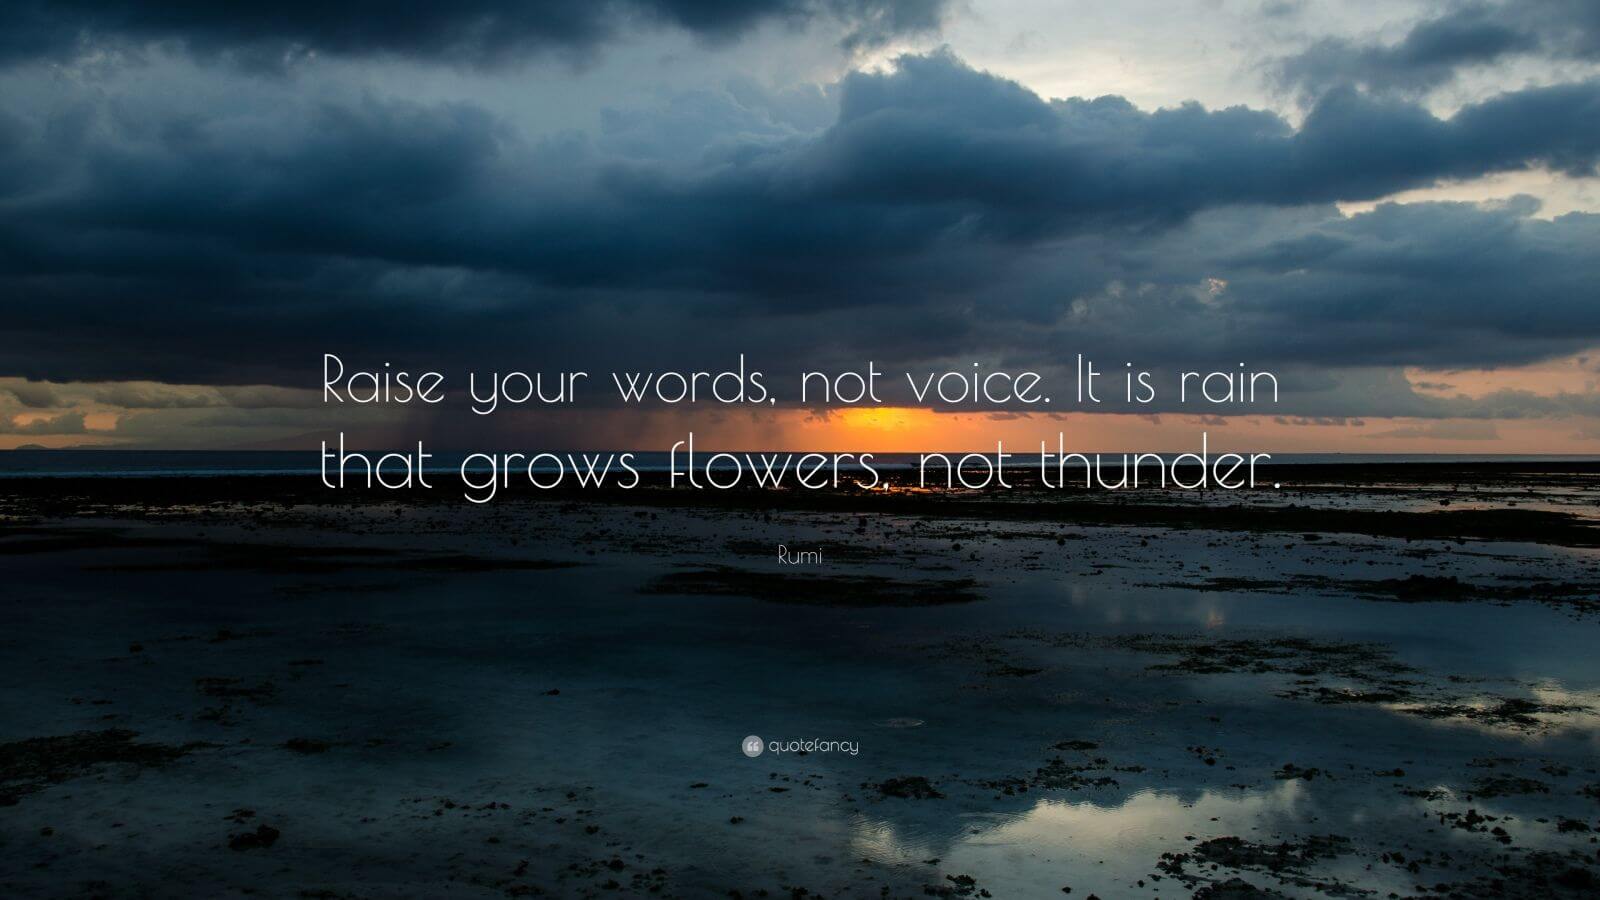 Raise your words, not voice. It is rain
that grows flowers, not thunder.
Rumi
quotefancy